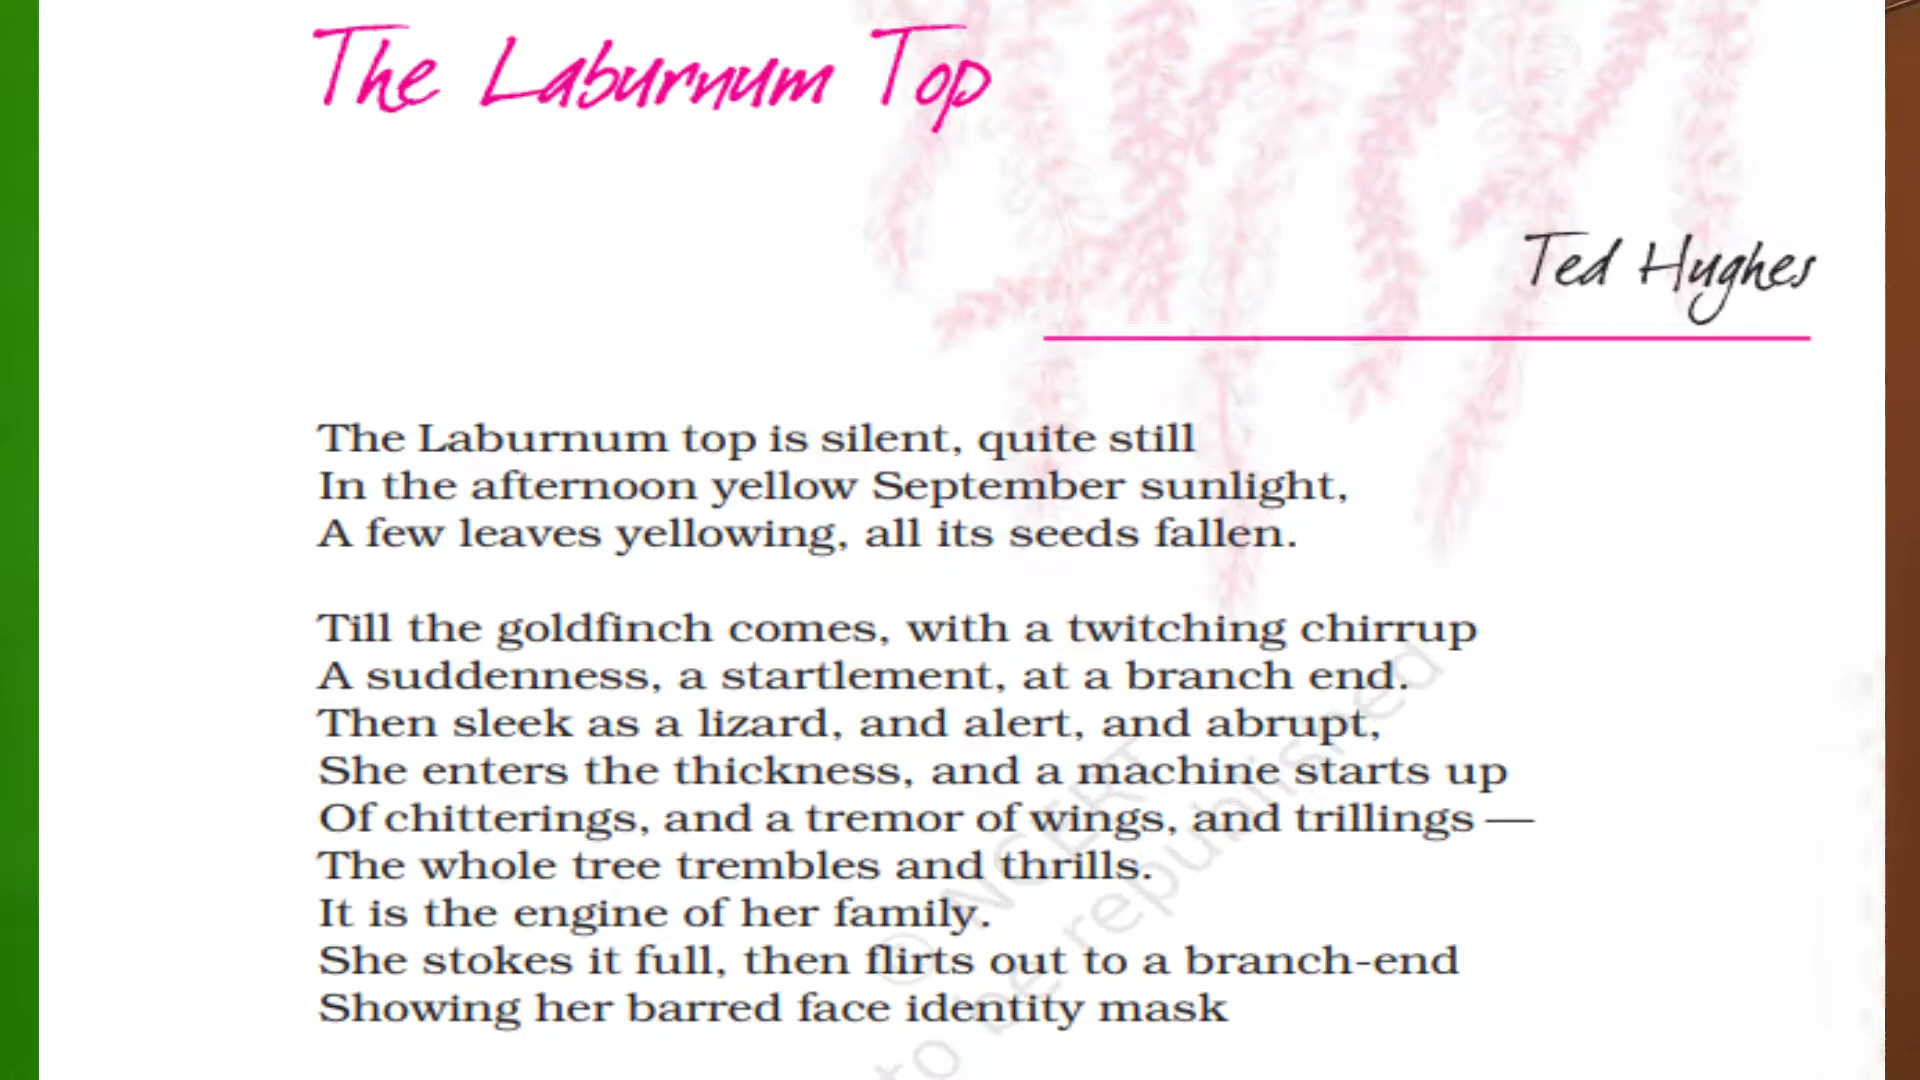 The Laburnum Top
Ted Hughes
The Laburnum top is silent, quite still
In the afternoon yellow September sunlight,
A few leaves yellowing, all its seeds fallen.
Till the goldfinch comes, with a twitching chirrup
A suddenness, a startlement, at a branch end.
Then sleek as a lizard, and alert, and abrupt,
She enters the thickness, and a machine starts up
Of chitterings, and a tremor of wings, and trillings —
The whole tree trembles and thrills.
It is the engine of her family.
She stokes it full, then flirts out to a branch-end
Showing her barred face identity mask
© NCERT
to be republished